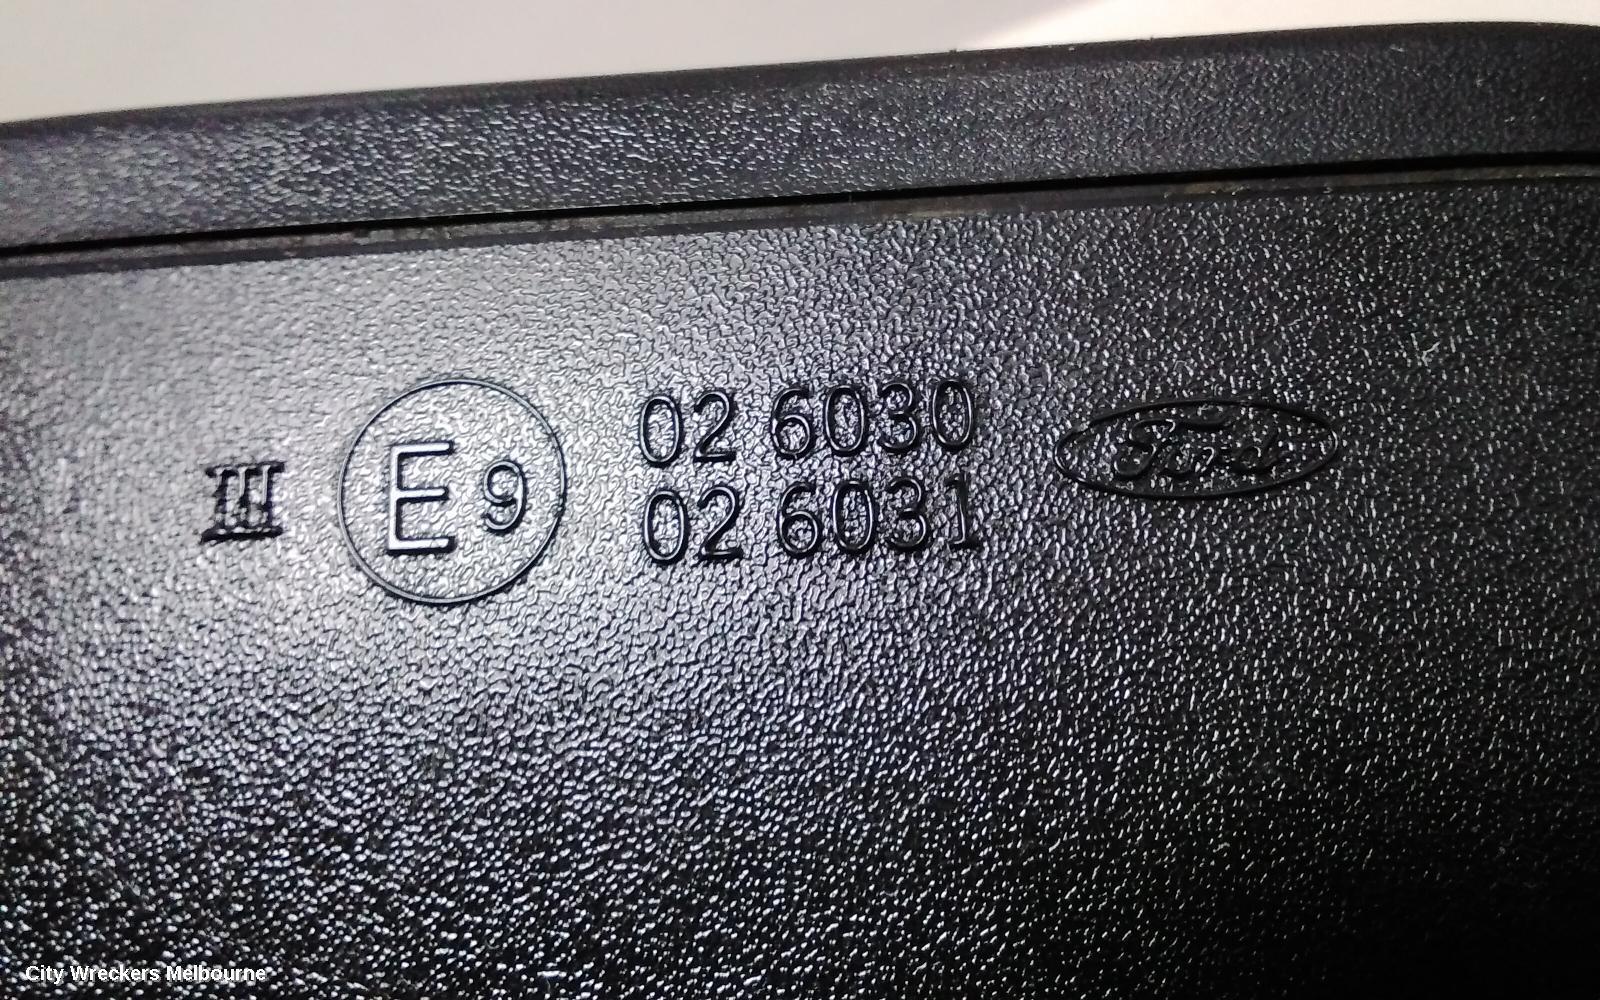 III E9 02 6030 Ford
02 6031
City Wreckers Melbourne